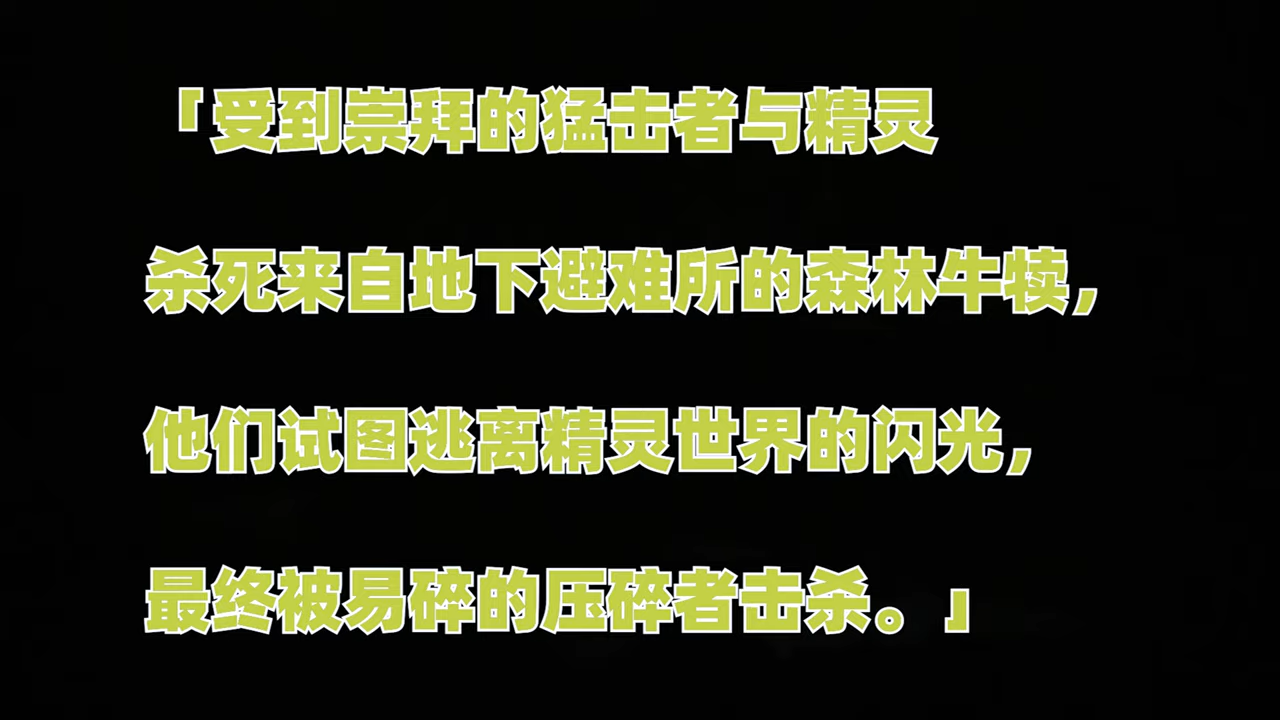 「受到崇拜的猛击者与精灵
杀死来自地下避难所的森林牛犊，
他们试图逃离精灵世界的闪光，
最终被易碎的压碎者击杀。」